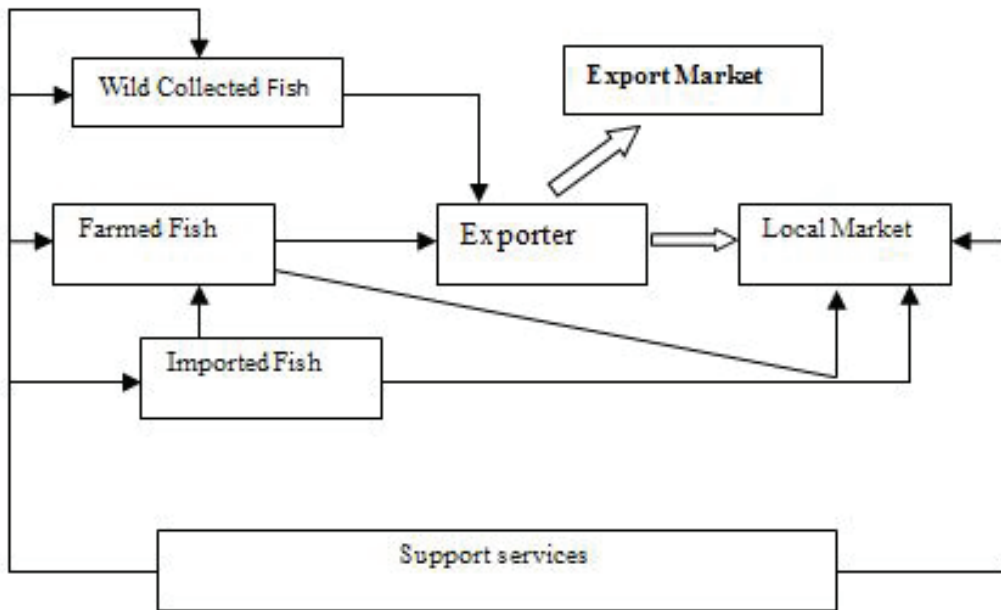 Wild Collected Fish
Export Market
Farmed Fish
Exporter
Local Market
Imported Fish
Support services